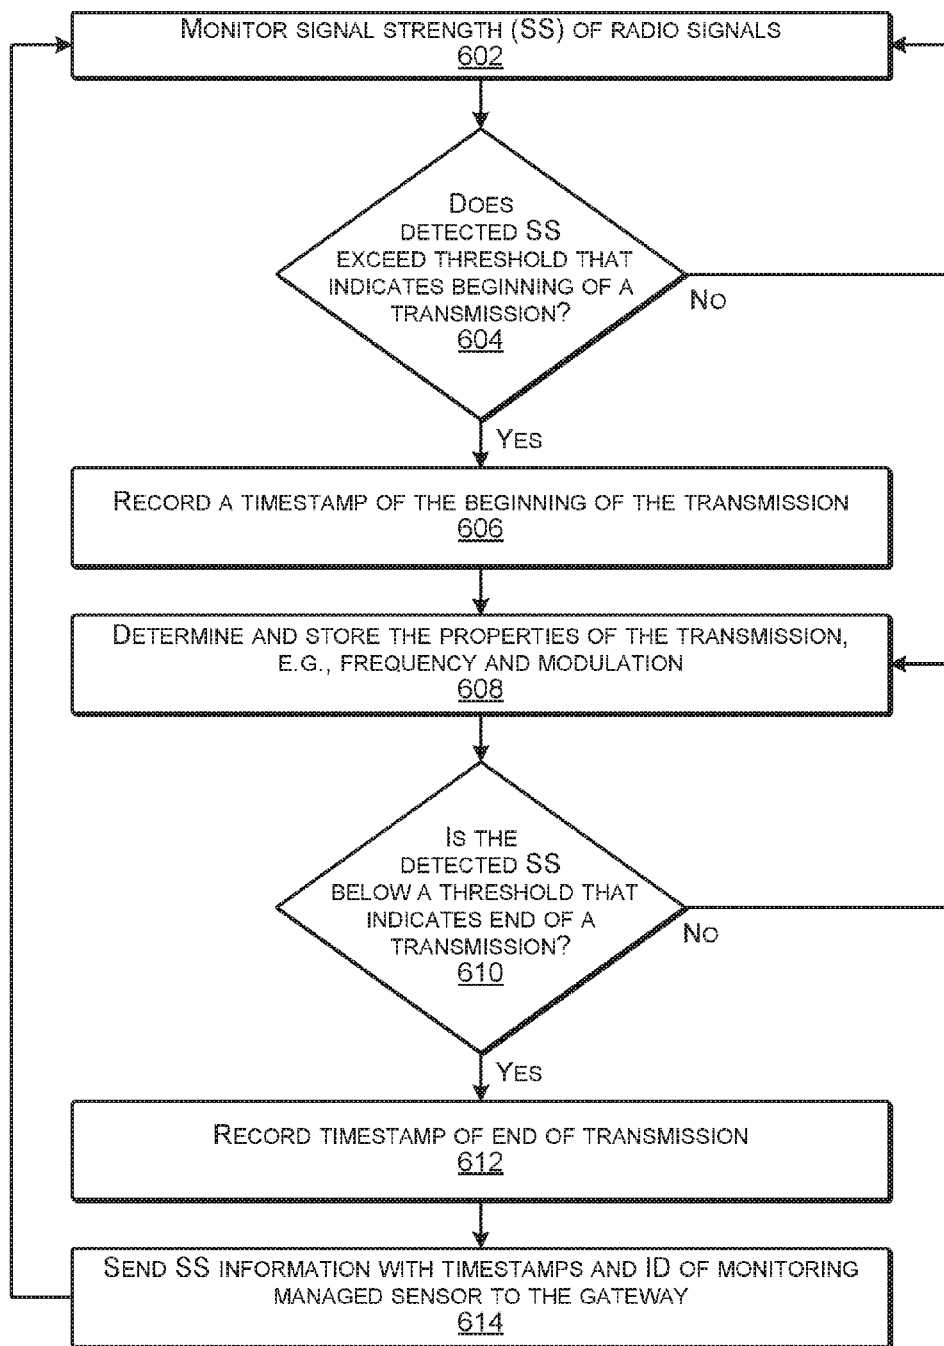 MONITOR SIGNAL STRENGTH (SS) OF RADIO SIGNALS
602
DOES
DETECTED SS
EXCEED THRESHOLD THAT
INDICATES BEGINNING OF A
TRANSMISSION?
604
NO
YES
RECORD A TIMESTAMP OF THE BEGINNING OF THE TRANSMISSION
606
DETERMINE AND STORE THE PROPERTIES OF THE TRANSMISSION,
E.G., FREQUENCY AND MODULATION
608
IS THE
DETECTED SS
BELOW A THRESHOLD THAT
INDICATES END OF A
TRANSMISSION?
610
NO
YES
RECORD TIMESTAMP OF END OF TRANSMISSION
612
SEND SS INFORMATION WITH TIMESTAMPS AND ID OF MONITORING
MANAGED SENSOR TO THE GATEWAY
614